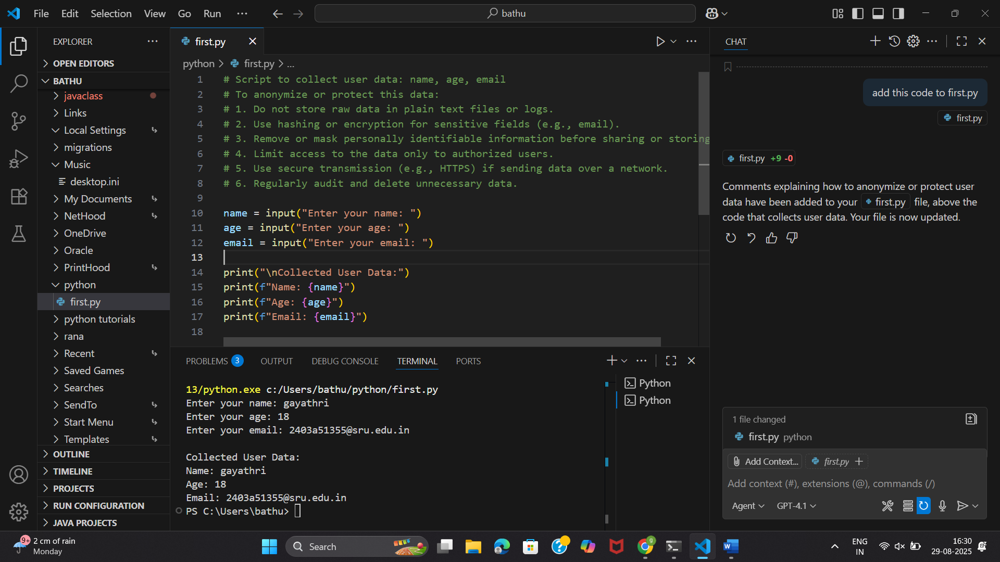 File Edit Selection View Go Run ...
bathu
EXPLORER
OPEN EDITORS
BATHU
javaclass
Links
Local Settings
migrations
Music
desktop.ini
My Documents
NetHood
OneDrive
Oracle
PrintHood
python
first.py
python tutorials
rana
Recent
Saved Games
Searches
SendTo
Start Menu
Templates
OUTLINE
TIMELINE
PROJECTS
RUN CONFIGURATION
JAVA PROJECTS
first.py
python > first.py > ...
1 # Script to collect user data: name, age, email
2 # To anonymize or protect this data:
3 # 1. Do not store raw data in plain text files or logs.
4 # 2. Use hashing or encryption for sensitive fields (e.g., email).
5 # 3. Remove or mask personally identifiable information before sharing or storing
6 # 4. Limit access to the data only to authorized users.
7 # 5. Use secure transmission (e.g., HTTPS) if sending data over a network.
8 # 6. Regularly audit and delete unnecessary data.
9
10 name = input("Enter your name: ")
11 age = input("Enter your age: ")
12 email = input("Enter your email: ")
13
14 print("\nCollected User Data:")
15 print(f"Name: {name}")
16 print(f"Age: {age}")
17 print(f"Email: {email}")
18
PROBLEMS 3 OUTPUT DEBUG CONSOLE TERMINAL PORTS
13/python.exe c:/Users/bathu/python/first.py
Enter your name: gayathri
Enter your age: 18
Enter your email: 2403a51355@sru.edu.in
Collected User Data:
Name: gayathri
Age: 18
Email: 2403a51355@sru.edu.in
PS C:\Users\bathu>
Python
Python
CHAT
add this code to first.py
first.py
first.py +9 -0
Comments explaining how to anonymize or protect user
data have been added to your first.py file, above the
code that collects user data. Your file is now updated.
1 file changed
first.py python
Add Context... first.py +
Add context (#), extensions (@), commands (/)
Agent GPT-4.1
9+ 2 cm of rain
Monday
Search
9
ENG
IN
16:30
29-08-2025